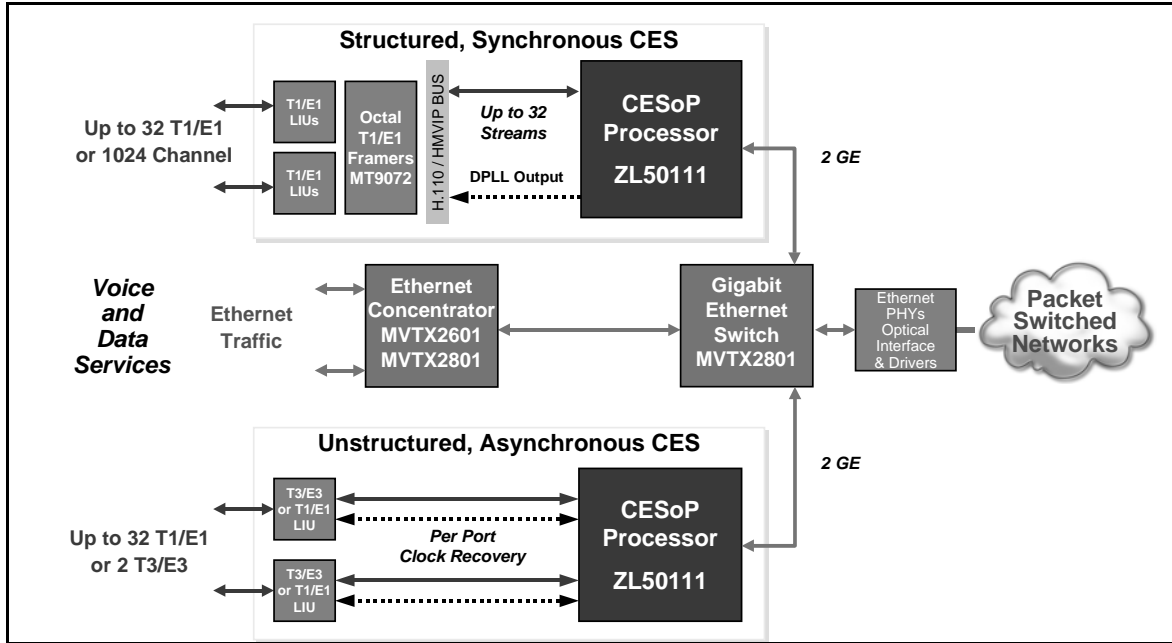 Structured, Synchronous CES
Up to 32 T1/E1
or 1024 Channel
T1/E1
LIUs
T1/E1
LIUs
Octal
T1/E1
Framers
MT9072
H.110 / HMVIP BUS
Up to 32
Streams
DPLL Output
CESoP
Processor
ZL50111
2 GE
Voice
and
Data
Services
Ethernet
Traffic
Ethernet
Concentrator
MVTX2601
MVTX2801
Gigabit
Ethernet
Switch
MVTX2801
Ethernet
PHYs
Optical
Interface
& Drivers
Packet
Switched
Networks
Unstructured, Asynchronous CES
Up to 32 T1/E1
or 2 T3/E3
T3/E3
or T1/E1
LIU
T3/E3
or T1/E1
LIU
Per Port
Clock Recovery
CESoP
Processor
ZL50111
2 GE